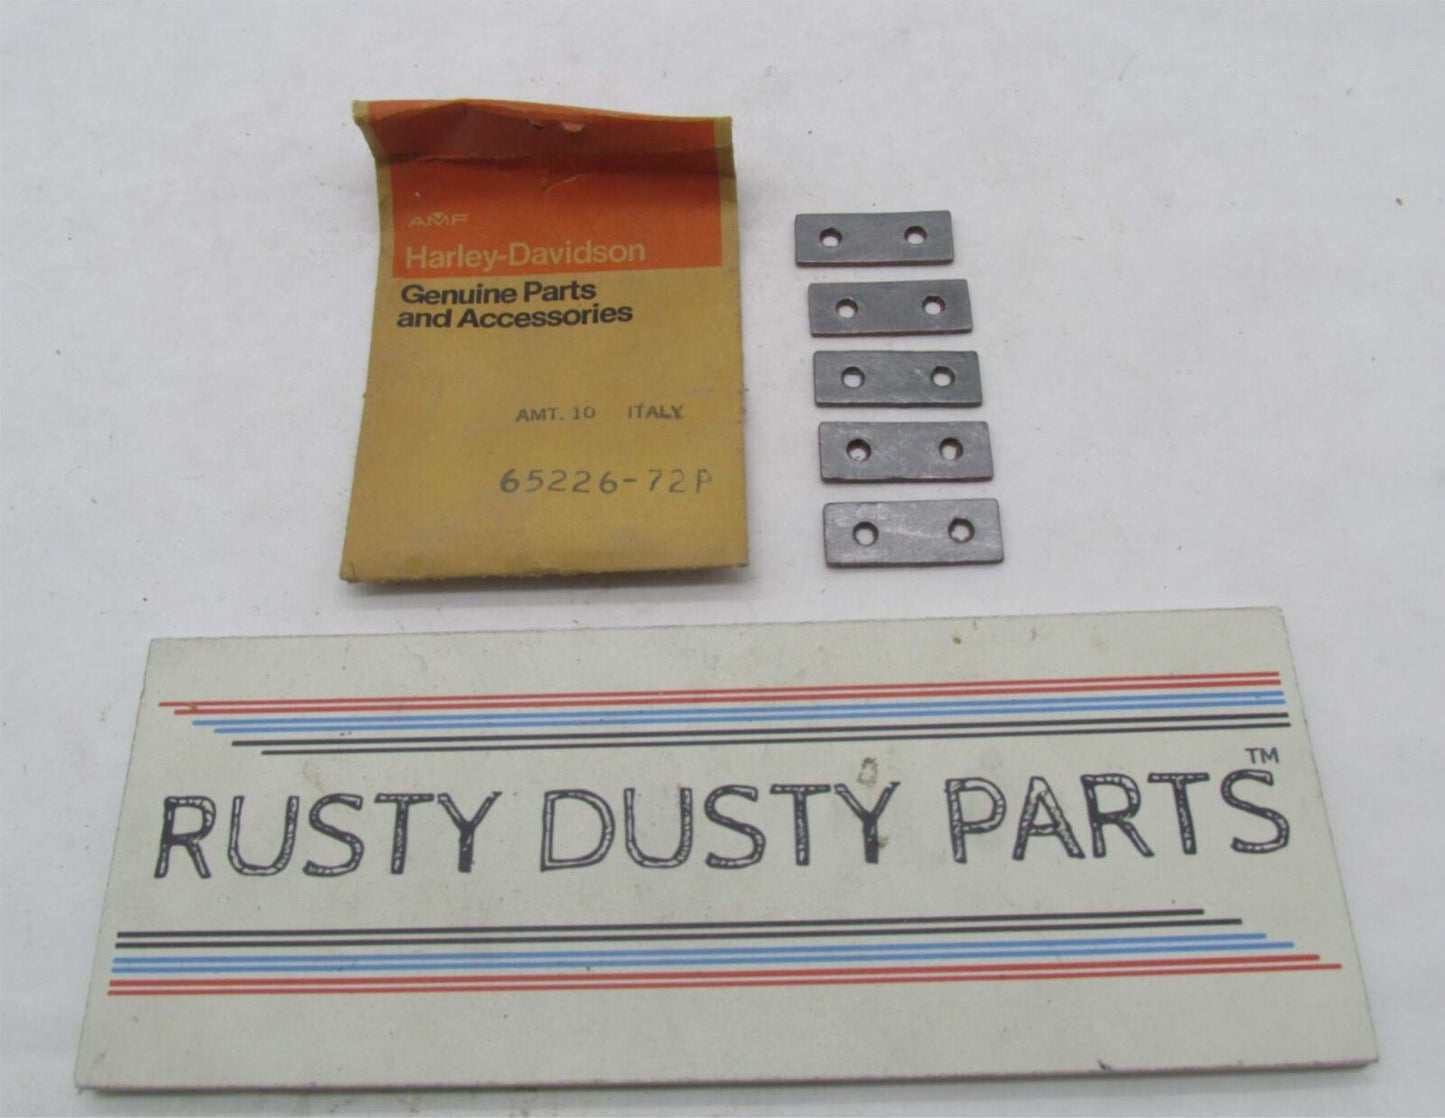 AMF
Harley-Davidson
Genuine Parts
and Accessories
AMT. 10 ITALY
65226-72P
RUSTY DUSTY PARTS™